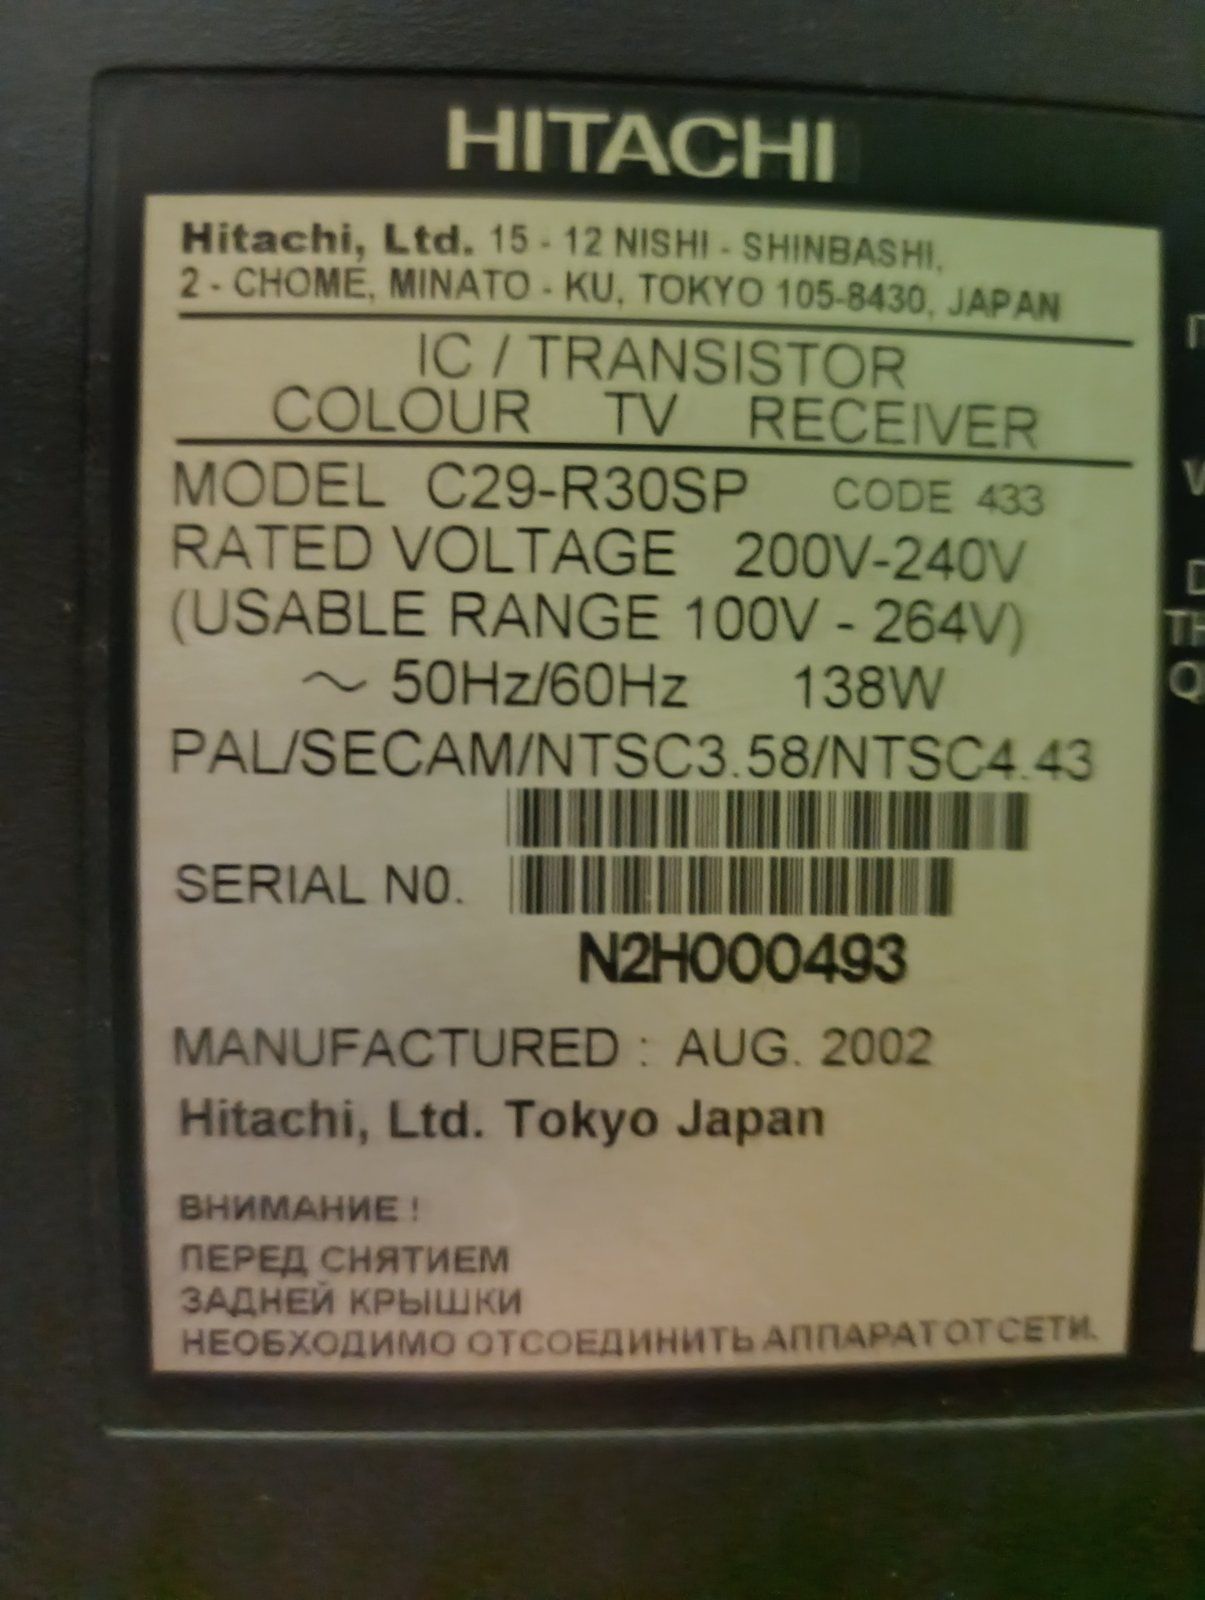 HITACHI
Hitachi, Ltd. 15 - 12 NISHI - SHINBASHI,
2 - CHOME, MINATO - KU, TOKYO 105-8430, JAPAN
IC / TRANSISTOR
COLOUR TV RECEIVER
MODEL C29-R30SP CODE 433
RATED VOLTAGE 200V-240V
(USABLE RANGE 100V - 264V)
~ 50Hz/60Hz 138W
PAL/SECAM/NTSC3.58/NTSC4.43
SERIAL NO.
N2H000493
MANUFACTURED : AUG. 2002
Hitachi, Ltd. Tokyo Japan
ВНИМАНИЕ !
ПЕРЕД СНЯТИЕМ
ЗАДНЕЙ КРЫШКИ
НЕОБХОДИМО ОТСОЕДИНИТЬ АППАРАТ ОТ СЕТИ.